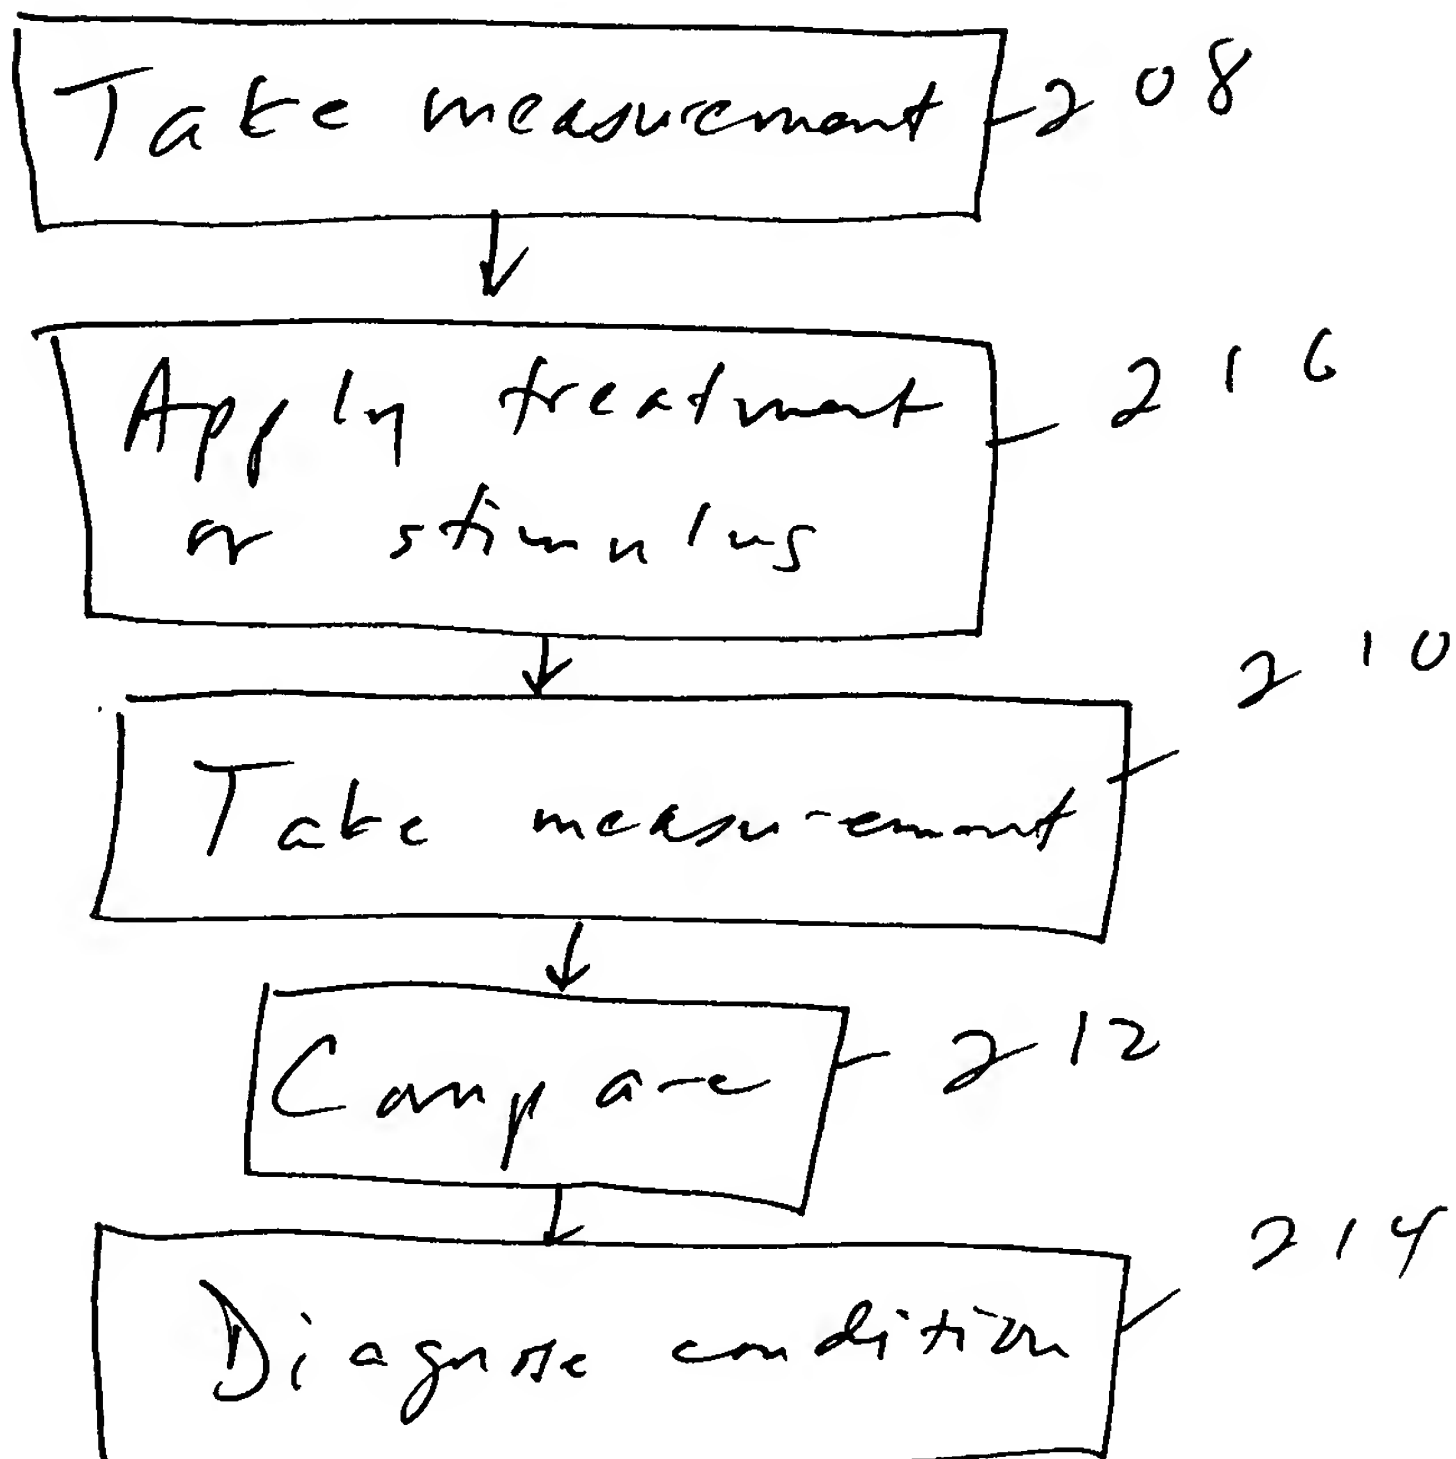 Take measurement 208
Apply treatment 216
or stimulus
210
Take measurement
Compare 212
214
Diagnose condition